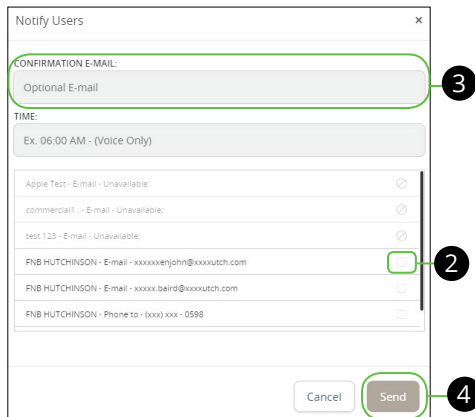 Notify Users ×
CONFIRMATION E-MAIL:
Optional E-mail
3
TIME:
Ex. 06:00 AM - (Voice Only)
Apple Test - E-mail - Unavailable:
commercial1 . - E-mail - Unavailable:
test 123 - E-mail - Unavailable:
FNB HUTCHINSON - E-mail - xxxxxxenjohn@xxxxutch.com
2
FNB HUTCHINSON - E-mail - xxxxx.baird@xxxxutch.com
FNB HUTCHINSON - Phone to - (xxx) xxx - 0598
Cancel Send
4